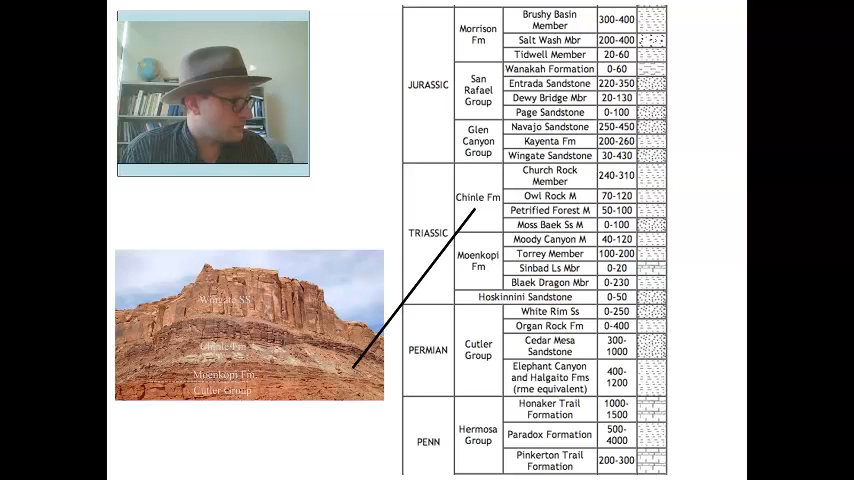 JURASSIC
Morrison
Fm
Brushy Basin
Member
300-400
Salt Wash Mbr
200-400
Tidwell Member
20-60
San
Rafael
Group
Wanakah Formation
0-60
Entrada Sandstone
220-350
Dewy Bridge Mbr
20-130
Page Sandstone
0-100
Glen
Canyon
Group
Navajo Sandstone
250-450
Kayenta Fm
200-260
Wingate Sandstone
30-430
TRIASSIC
Chinle Fm
Church Rock
Member
240-310
Owl Rock M
70-120
Petrified Forest M
50-100
Moss Baek Ss M
0-100
Moenkopi
Fm
Moody Canyon M
40-120
Torrey Member
100-200
Sinbad Ls Mbr
0-20
Blaek Dragon Mbr
0-230
Hoskinnini Sandstone
0-50
PERMIAN
Cutler
Group
White Rim Ss
0-250
Organ Rock Fm
0-400
Cedar Mesa
Sandstone
300-
1000
Elephant Canyon
and Halgaito Fms
(rme equivalent)
400-
1200
PENN
Hermosa
Group
Honaker Trail
Formation
1000-
1500
Paradox Formation
500-
4000
Pinkerton Trail
Formation
200-300
Wingate SS
Chinle Fm
Moenkopi Fm
Cutler Group